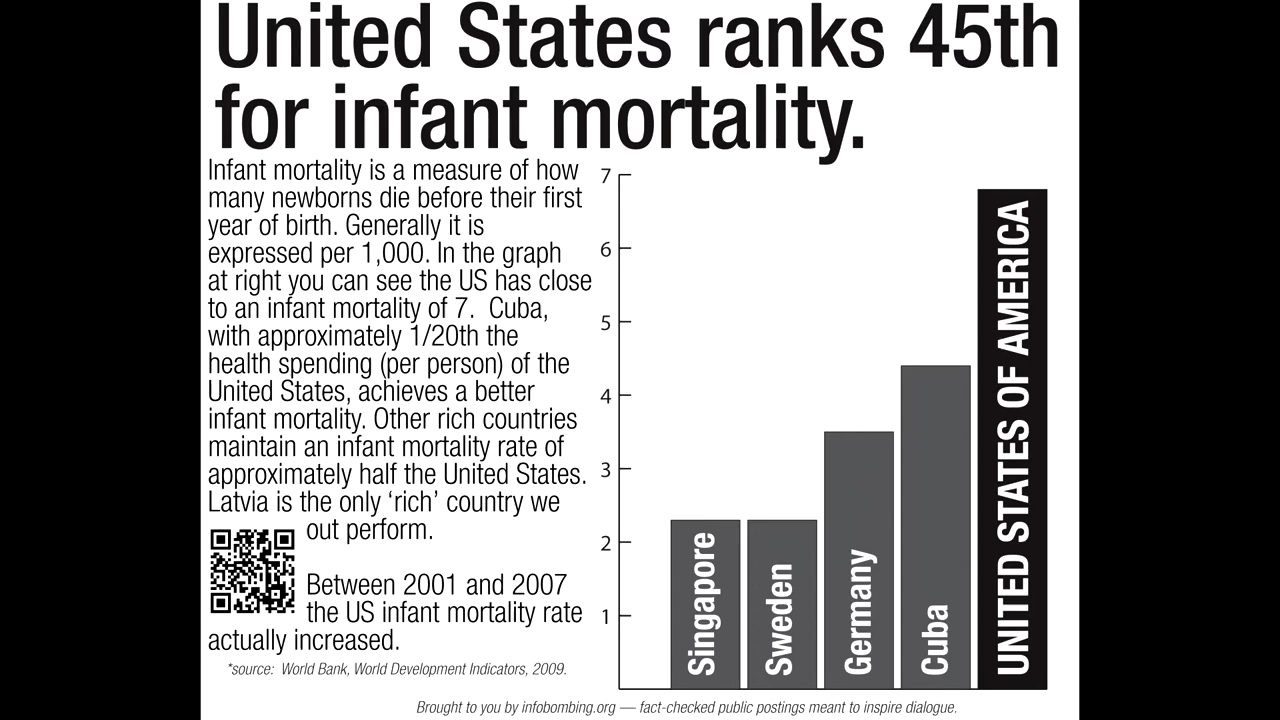 United States ranks 45th
for infant mortality.
Infant mortality is a measure of how
many newborns die before their first
year of birth. Generally it is
expressed per 1,000. In the graph
at right you can see the US has close
to an infant mortality of 7.  Cuba,
with approximately 1/20th the
health spending (per person) of the
United States, achieves a better
infant mortality. Other rich countries
maintain an infant mortality rate of
approximately half the United States.
Latvia is the only ‘rich’ country we
out perform.
Between 2001 and 2007
the US infant mortality rate
actually increased.
*source:  World Bank, World Development Indicators, 2009.
7
6
5
4
3
2
1
Singapore
Sweden
Germany
Cuba
UNITED STATES OF AMERICA
Brought to you by infobombing.org — fact-checked public postings meant to inspire dialogue.